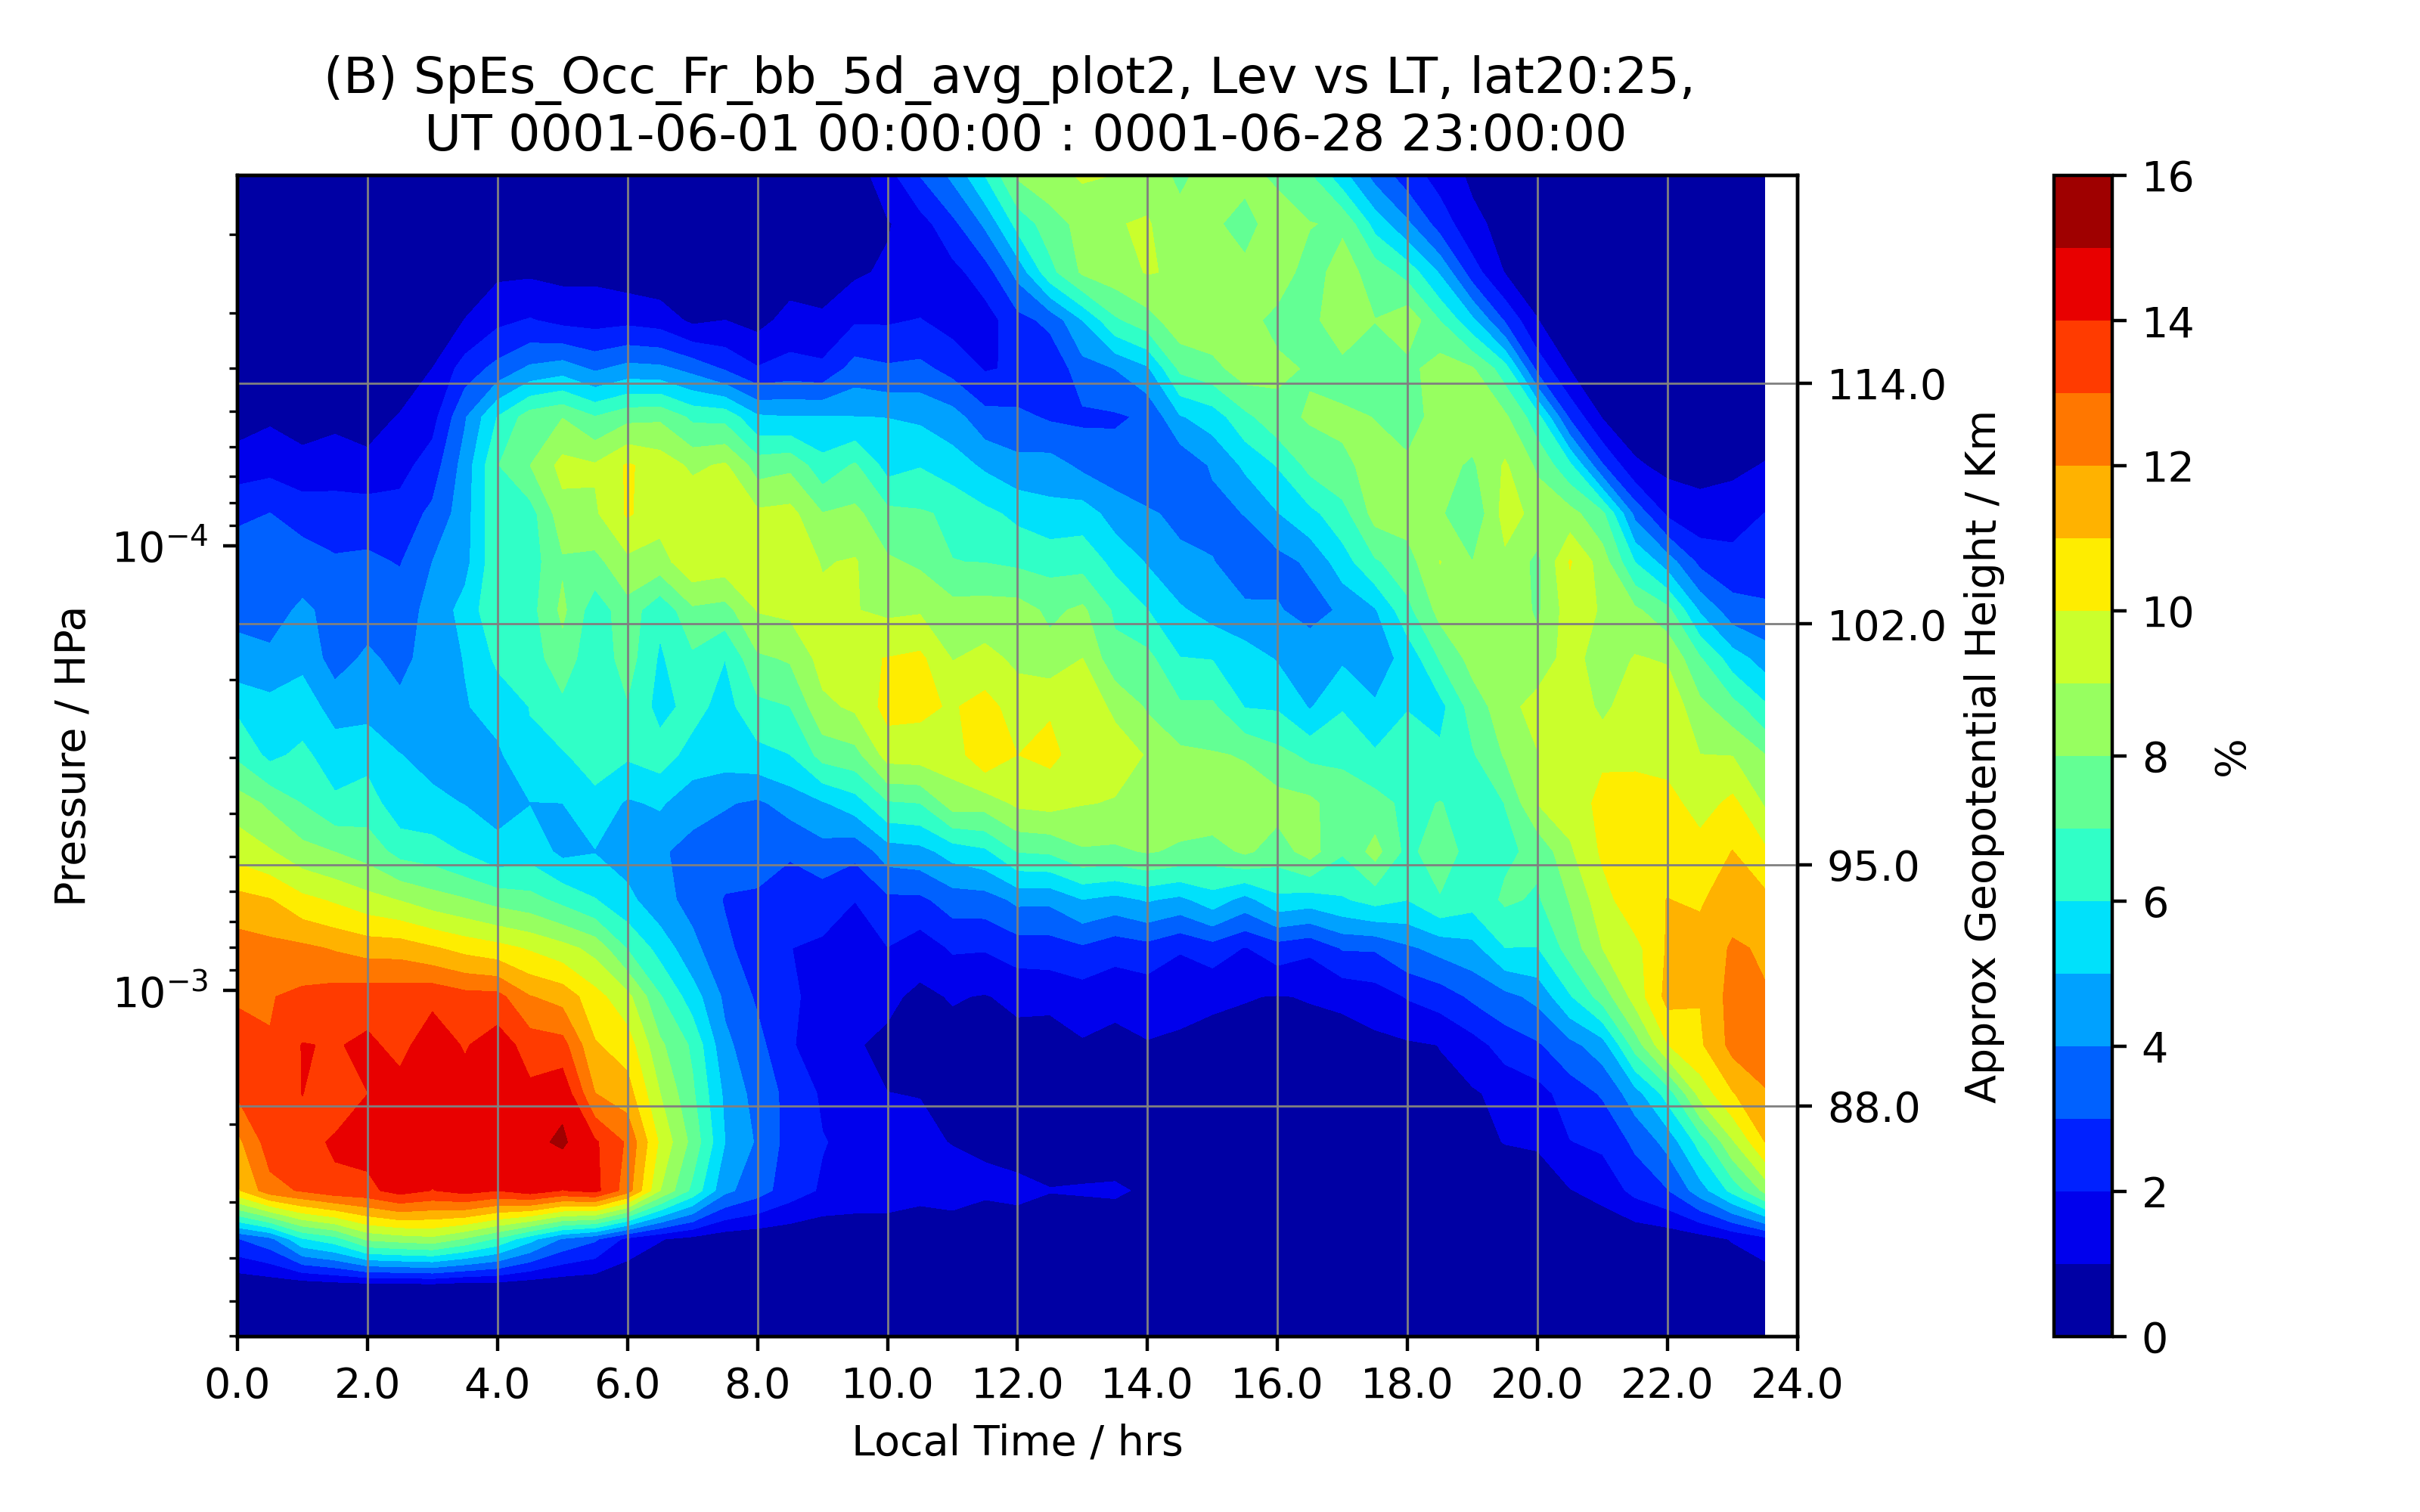 (B) SpEs_Occ_Fr_bb_5d_avg_plot2, Lev vs LT, lat20:25,
UT 0001-06-01 00:00:00 : 0001-06-28 23:00:00
Pressure / HPa
10⁻⁴
10⁻³
0.0 2.0 4.0 6.0 8.0 10.0 12.0 14.0 16.0 18.0 20.0 22.0 24.0
Local Time / hrs
114.0
102.0
95.0
88.0
Approx Geopotential Height / Km
16
14
12
10
8
6
4
2
0
%